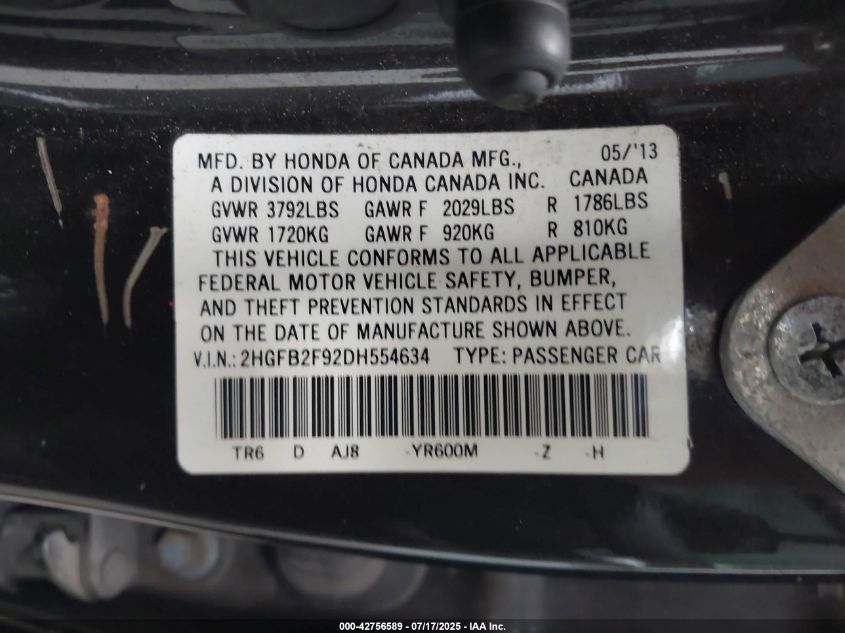 MFD. BY HONDA OF CANADA MFG., 05/'13
A DIVISION OF HONDA CANADA INC. CANADA
GVWR 3792LBS GAWR F 2029LBS R 1786LBS
GVWR 1720KG GAWR F 920KG R 810KG
THIS VEHICLE CONFORMS TO ALL APPLICABLE
FEDERAL MOTOR VEHICLE SAFETY, BUMPER,
AND THEFT PREVENTION STANDARDS IN EFFECT
ON THE DATE OF MANUFACTURE SHOWN ABOVE.
V.I.N.: 2HGFB2F92DH554634 TYPE: PASSENGER CAR
TR6 D AJ8 -YR600M -Z -H
000-42756589 - 07/17/2025 - IAA Inc.